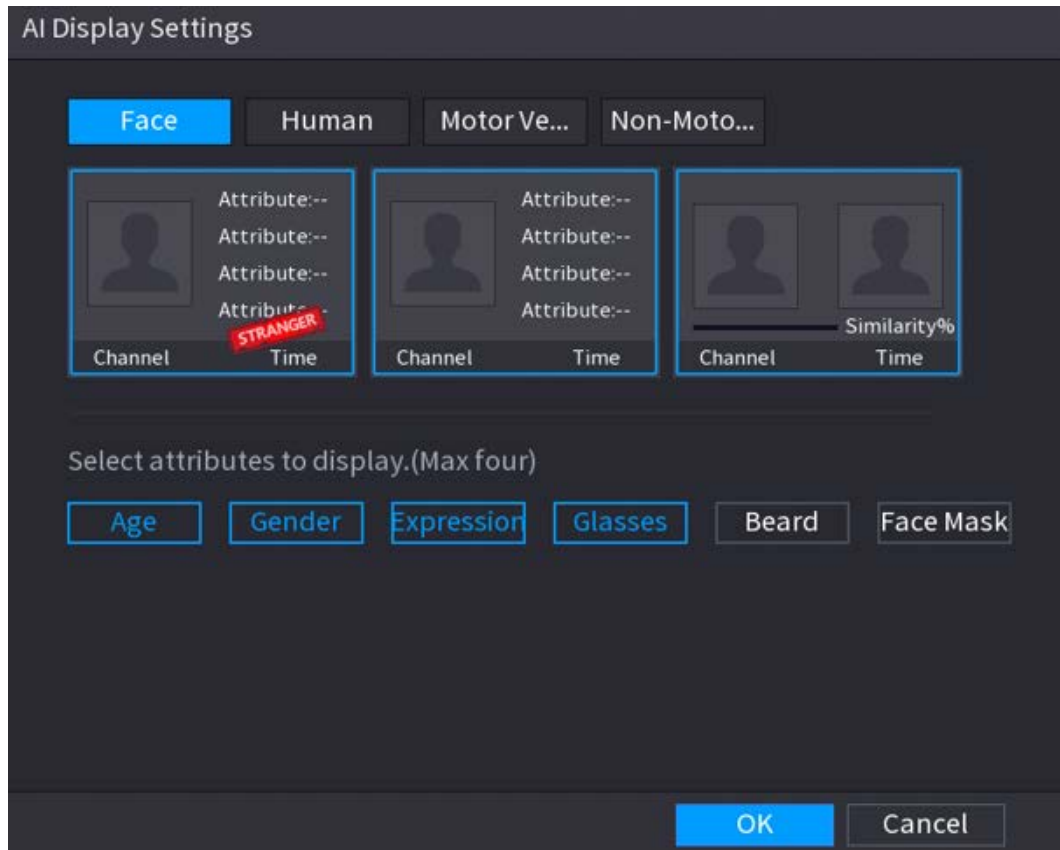 AI Display Settings
Face Human Motor Ve... Non-Moto...
Attribute:-- Attribute:--
Attribute:-- Attribute:--
Attribute:-- Attribute:--
Attribute:-- Attribute:--
STRANGER Similarity%
Channel Time Channel Time Channel Time
Select attributes to display.(Max four)
Age Gender Expression Glasses Beard Face Mask
OK Cancel